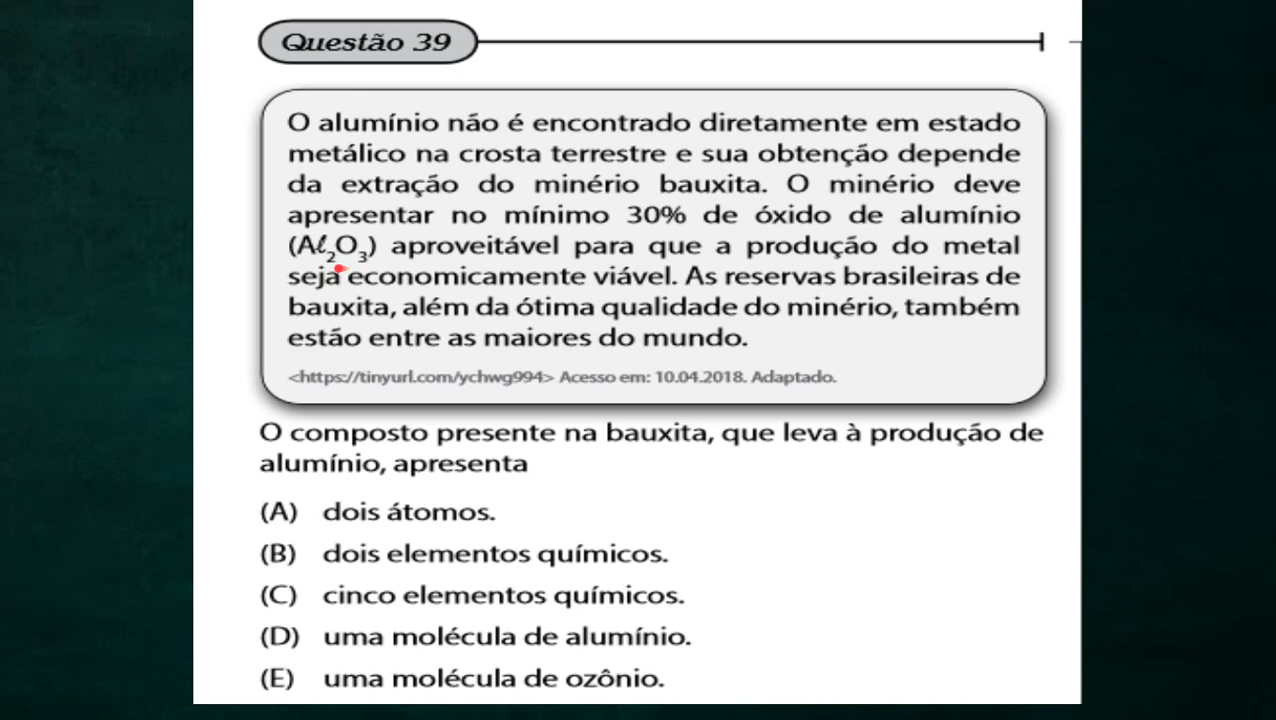 Questão 39
O alumínio não é encontrado diretamente em estado
metálico na crosta terrestre e sua obtenção depende
da extração do minério bauxita. O minério deve
apresentar no mínimo 30% de óxido de alumínio
(Aℓ₂O₃) aproveitável para que a produção do metal
seja economicamente viável. As reservas brasileiras de
bauxita, além da ótima qualidade do minério, também
estão entre as maiores do mundo.
<https://tinyurl.com/ychwg994> Acesso em: 10.04.2018. Adaptado.
O composto presente na bauxita, que leva à produção de
alumínio, apresenta
(A) dois átomos.
(B) dois elementos químicos.
(C) cinco elementos químicos.
(D) uma molécula de alumínio.
(E) uma molécula de ozônio.